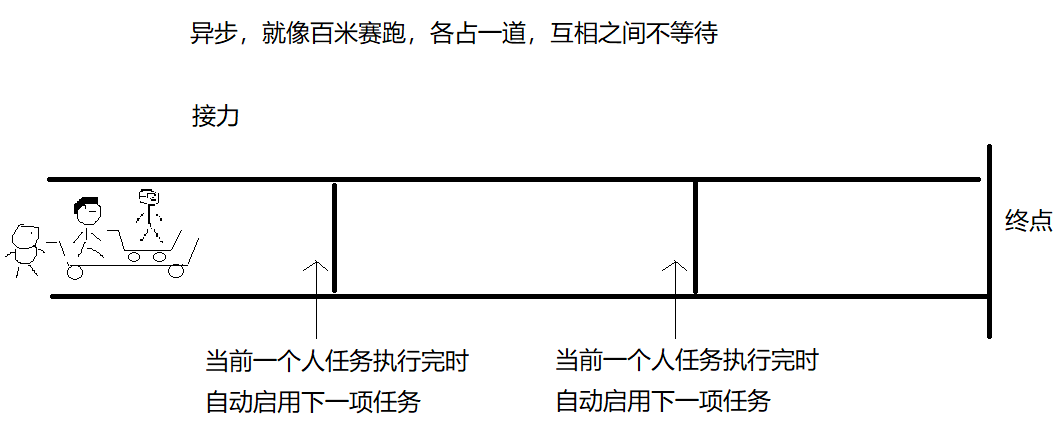 异步，就像百米赛跑，各占一道，互相之间不等待
接力
终点
当前一个人任务执行完时
自动启用下一项任务
当前一个人任务执行完时
自动启用下一项任务